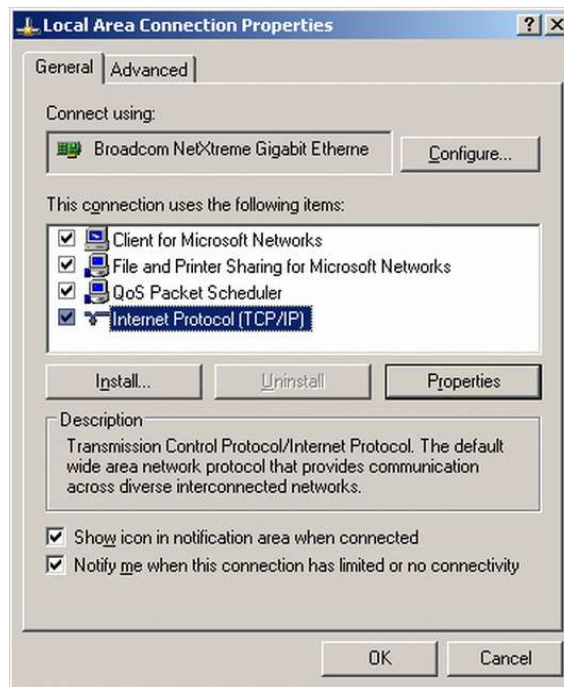 Local Area Connection Properties
General Advanced
Connect using:
Broadcom NetXtreme Gigabit Etherne Configure...
This connection uses the following items:
Client for Microsoft Networks
File and Printer Sharing for Microsoft Networks
QoS Packet Scheduler
Internet Protocol (TCP/IP)
Install... Uninstall Properties
Description
Transmission Control Protocol/Internet Protocol. The default
wide area network protocol that provides communication
across diverse interconnected networks.
Show icon in notification area when connected
Notify me when this connection has limited or no connectivity
OK Cancel